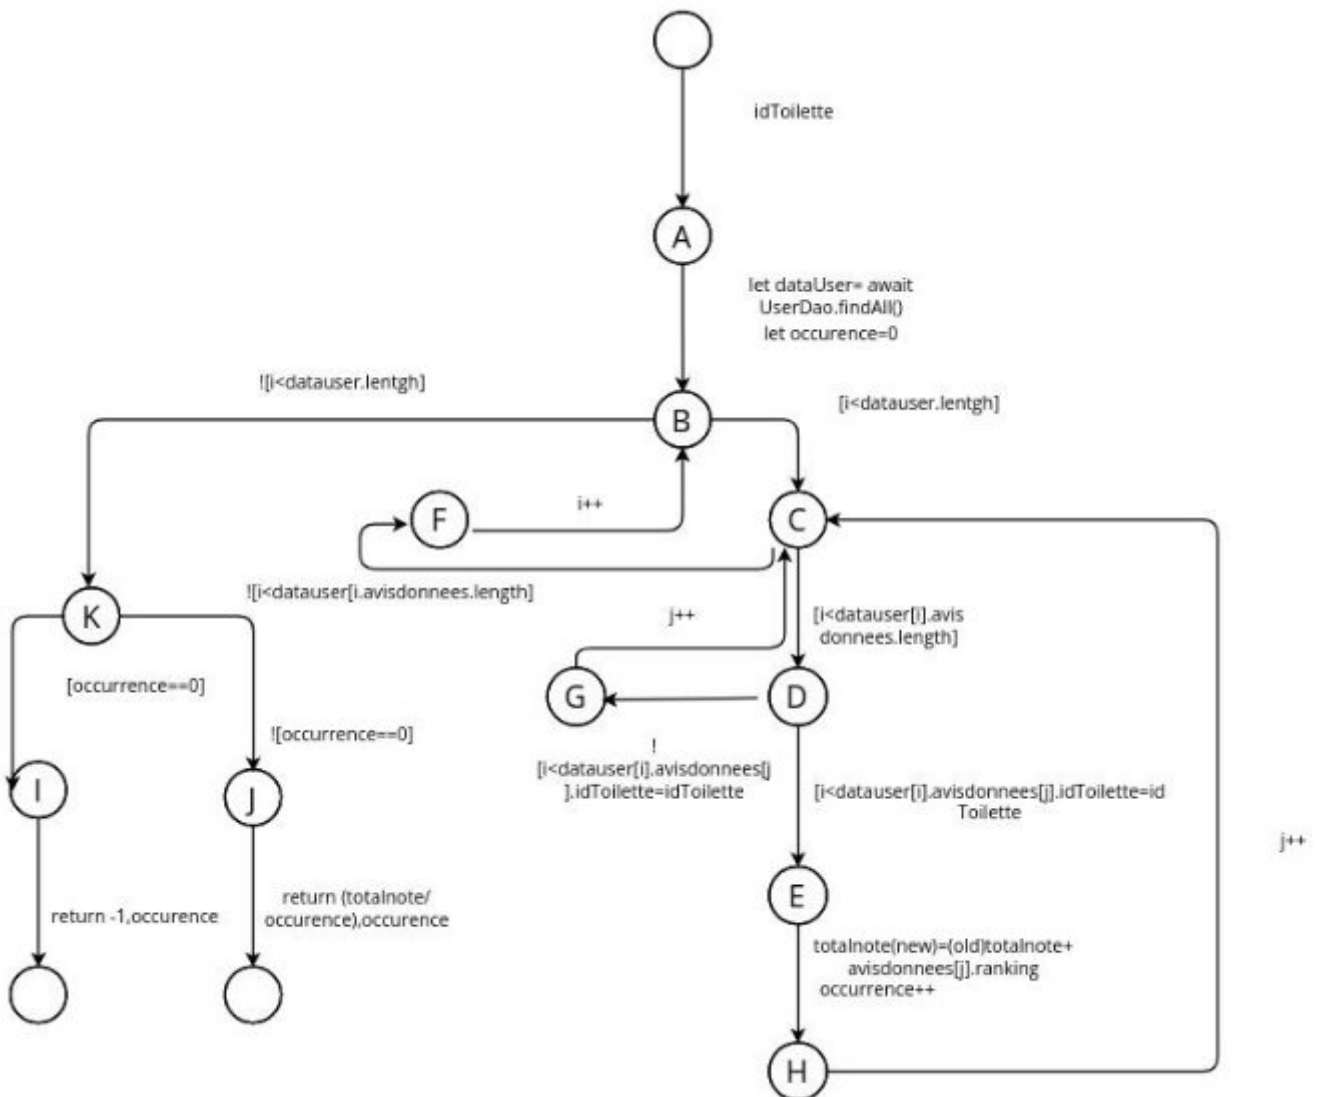 idToilette
A
let dataUser= await
UserDao.findAll()
let occurence=0
![i<datauser.lentgh]
[i<datauser.lentgh]
B
F
i++
C
![i<datauser[i.avisdonnees.length]
K
j++
[i<datauser[i].avis
donnees.length]
[occurrence==0]
G
D
![occurrence==0]
!
[i<datauser[i].avisdonnees[j
].idToilette=idToilette
[i<datauser[i].avisdonnees[j].idToilette=id
Toilette
I
J
j++
return (totalnote/
occurence),occurence
return -1,occurence
E
totalnote(new)=(old)totalnote+
avisdonnees[j].ranking
occurrence++
H